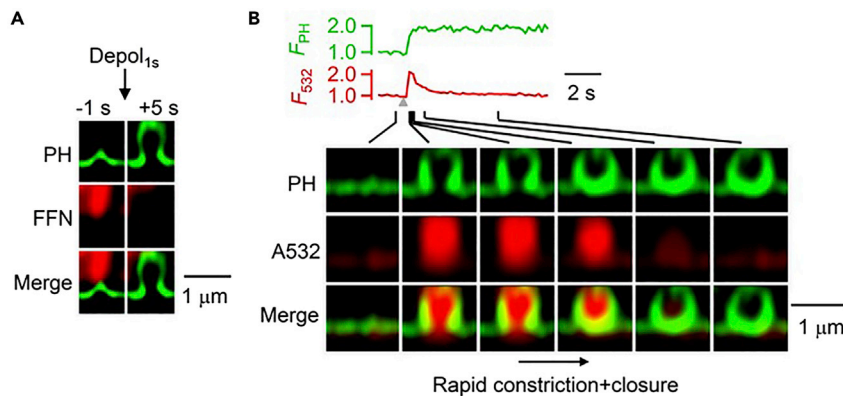 A
Depol1s
-1 s +5 s
PH
FFN
Merge
1 μm
B
FPH
2.0
1.0
F532
2.0
1.0
2 s
PH
A532
Merge
1 μm
Rapid constriction+closure